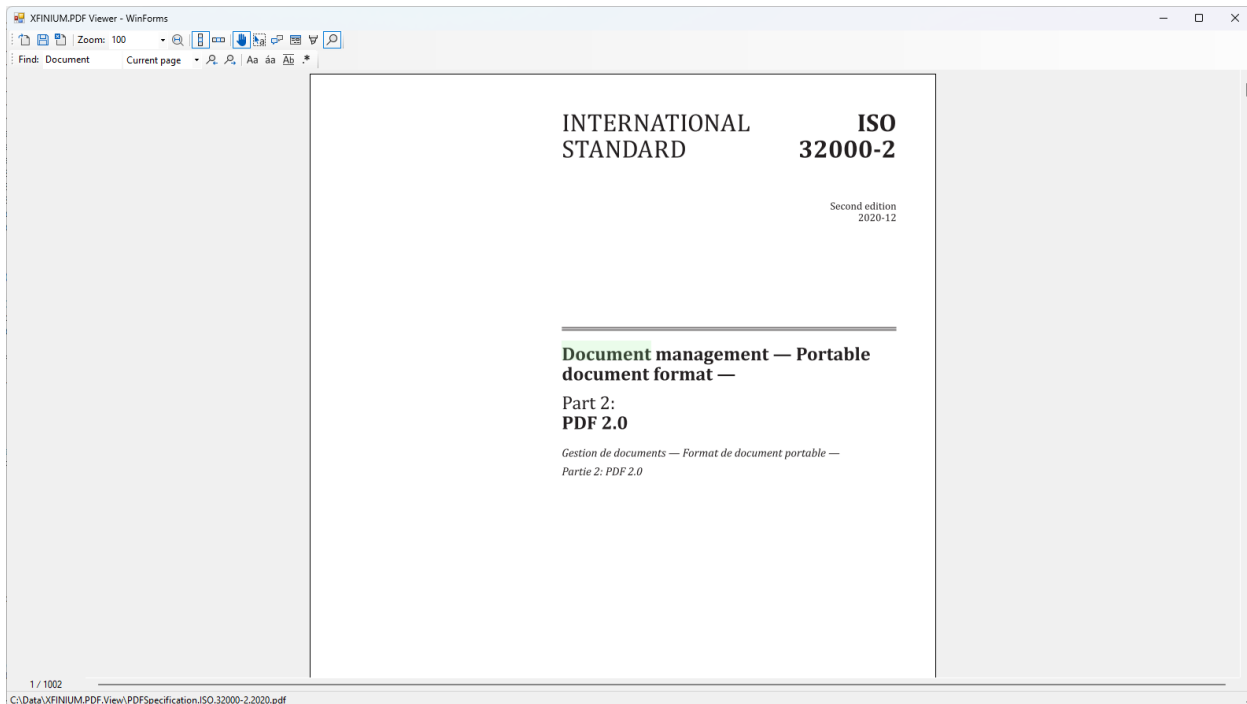 XFINIUM.PDF Viewer - WinForms
Zoom: 100
Find: Document Current page Aa áa Ab .*
INTERNATIONAL STANDARD
ISO 32000-2
Second edition
2020-12
Document management — Portable
document format —
Part 2:
PDF 2.0
Gestion de documents — Format de document portable —
Partie 2: PDF 2.0
1 / 1002
C:\Data\XFINIUM.PDF.View\PDFSpecification.ISO.32000-2.2020.pdf